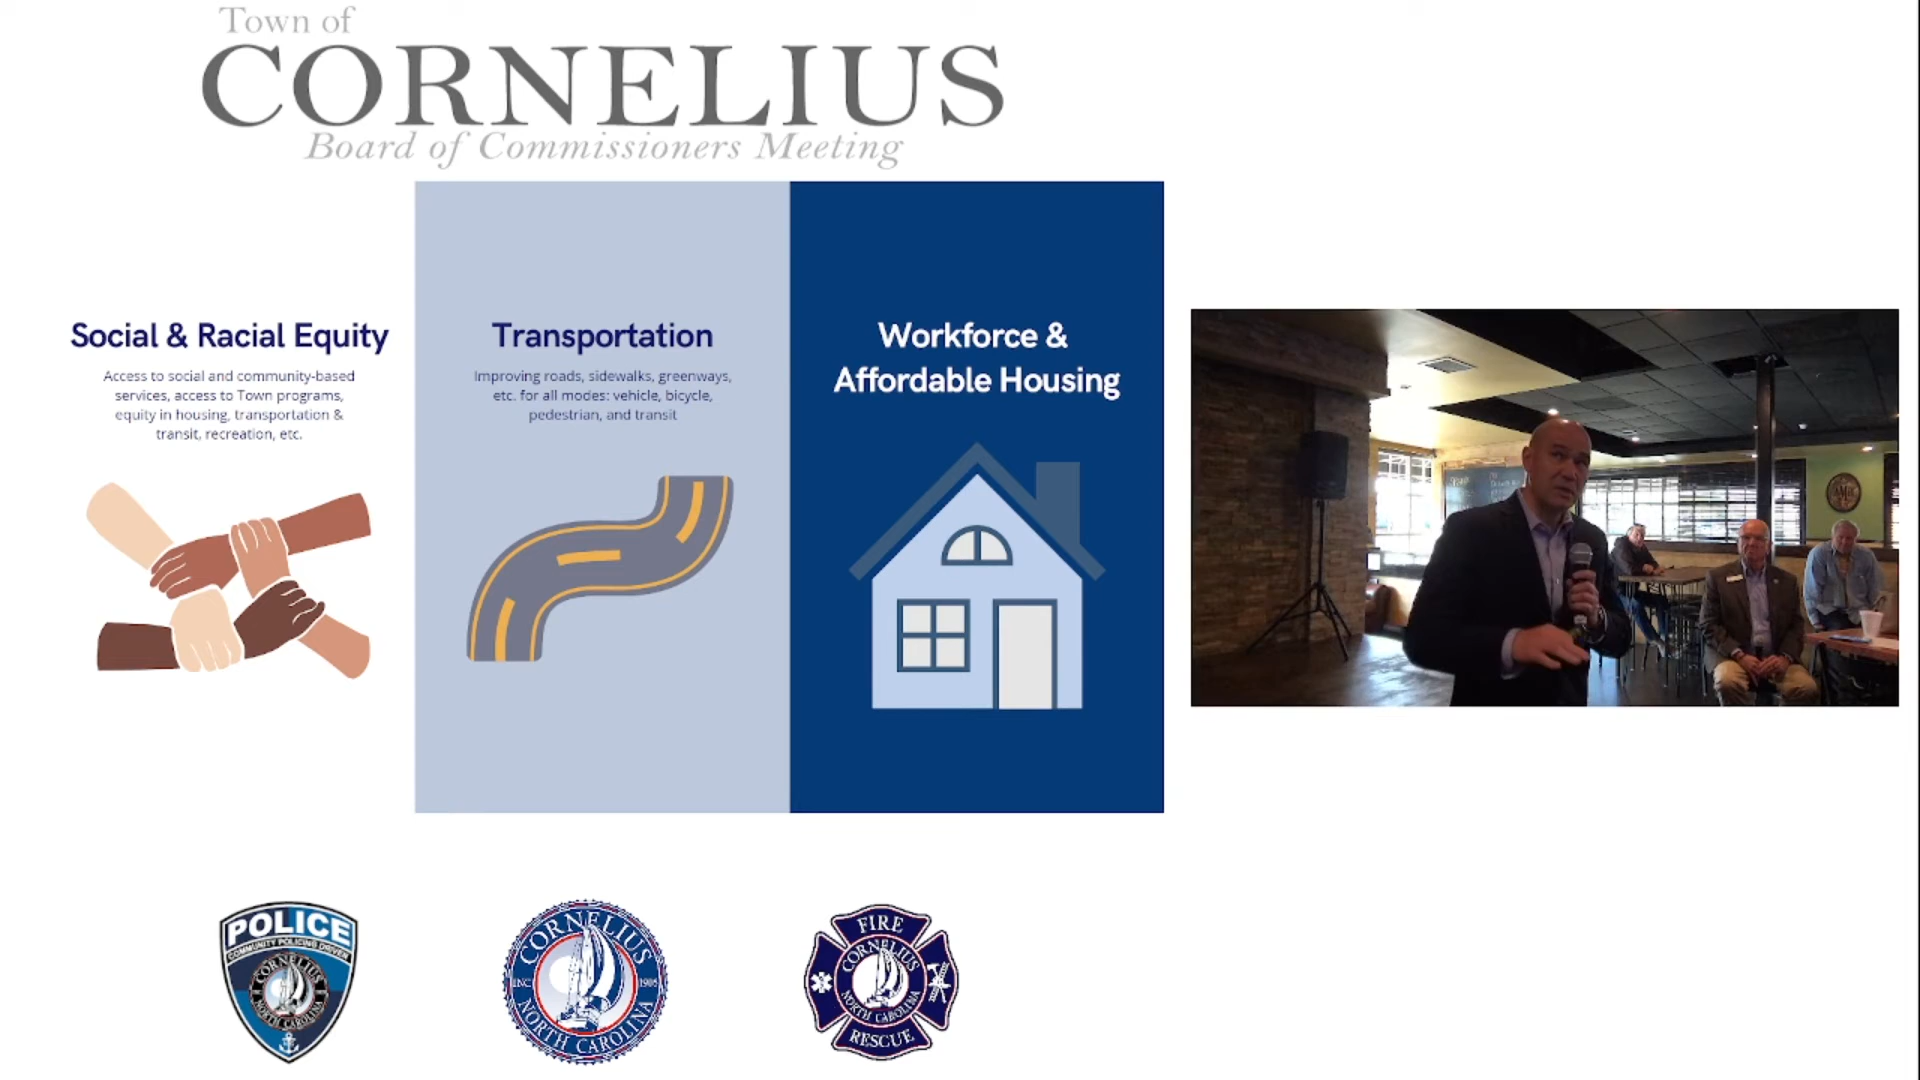 Town of
CORNELIUS
Board of Commissioners Meeting
Social & Racial Equity
Access to social and community-based
services, access to Town programs,
equity in housing, transportation &
transit, recreation, etc.
Transportation
Improving roads, sidewalks, greenways,
etc. for all modes: vehicle, bicycle,
pedestrian, and transit
Workforce &
Affordable Housing
POLICE
COMMUNITY POLICING DRIVEN
CORNELIUS
NORTH CAROLINA
CORNELIUS
INC 1905
NORTH CAROLINA
FIRE
CORNELIUS
NORTH CAROLINA
RESCUE